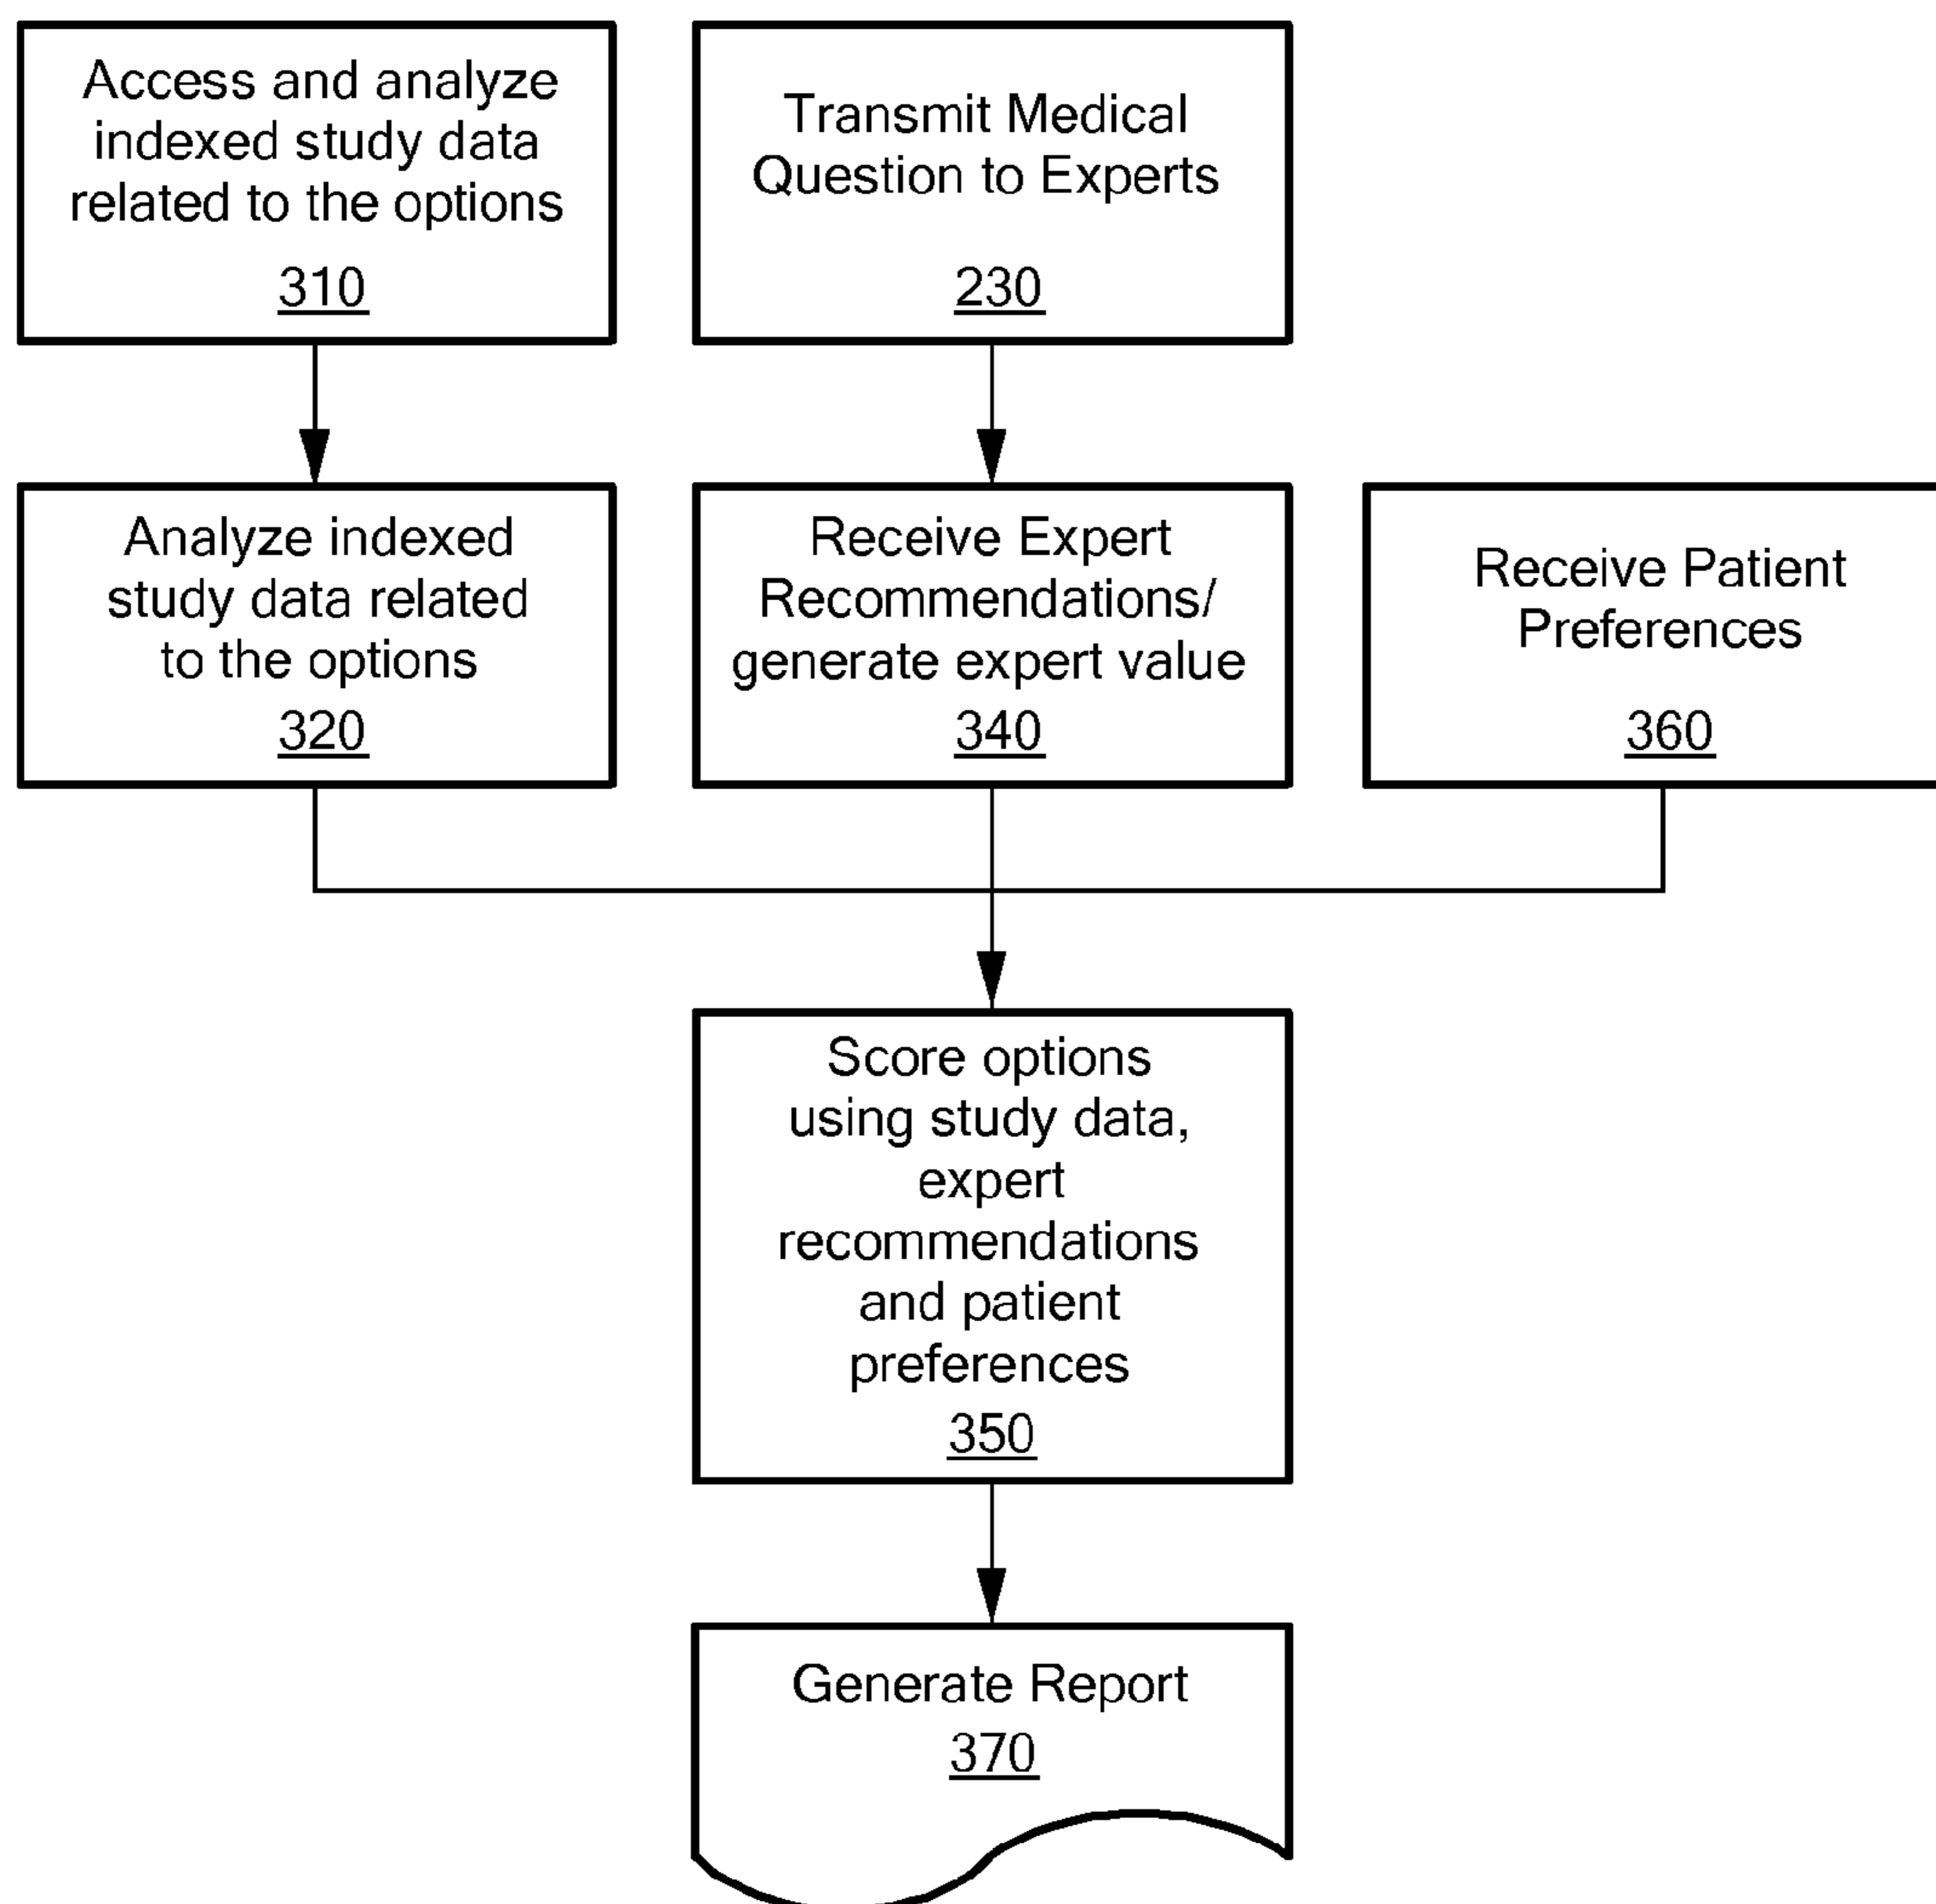 Access and analyze
indexed study data
related to the options
310
Transmit Medical
Question to Experts
230
Analyze indexed
study data related
to the options
320
Receive Expert
Recommendations/
generate expert value
340
Receive Patient
Preferences
360
Score options
using study data,
expert
recommendations
and patient
preferences
350
Generate Report
370